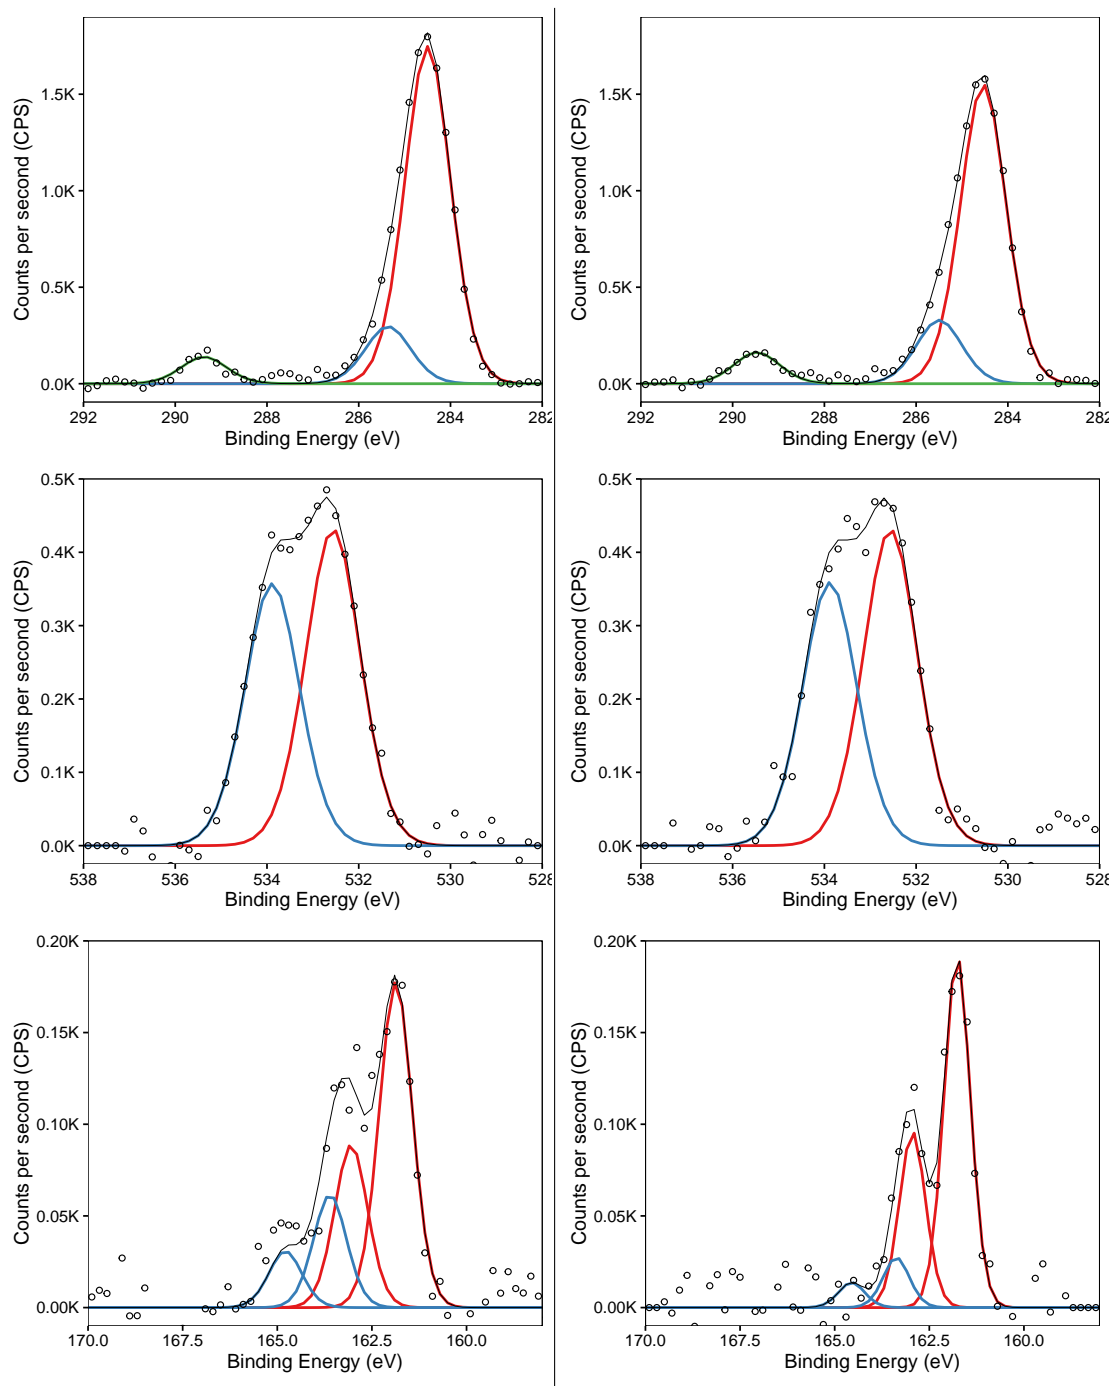 Counts per second (CPS)
1.5K
1.0K
0.5K
0.0K
292 290 288 286 284 282
Binding Energy (eV)
Counts per second (CPS)
1.5K
1.0K
0.5K
0.0K
292 290 288 286 284 282
Binding Energy (eV)
Counts per second (CPS)
0.5K
0.4K
0.3K
0.2K
0.1K
0.0K
538 536 534 532 530 528
Binding Energy (eV)
Counts per second (CPS)
0.5K
0.4K
0.3K
0.2K
0.1K
0.0K
538 536 534 532 530 528
Binding Energy (eV)
Counts per second (CPS)
0.20K
0.15K
0.10K
0.05K
0.00K
170.0 167.5 165.0 162.5 160.0
Binding Energy (eV)
Counts per second (CPS)
0.20K
0.15K
0.10K
0.05K
0.00K
170.0 167.5 165.0 162.5 160.0
Binding Energy (eV)